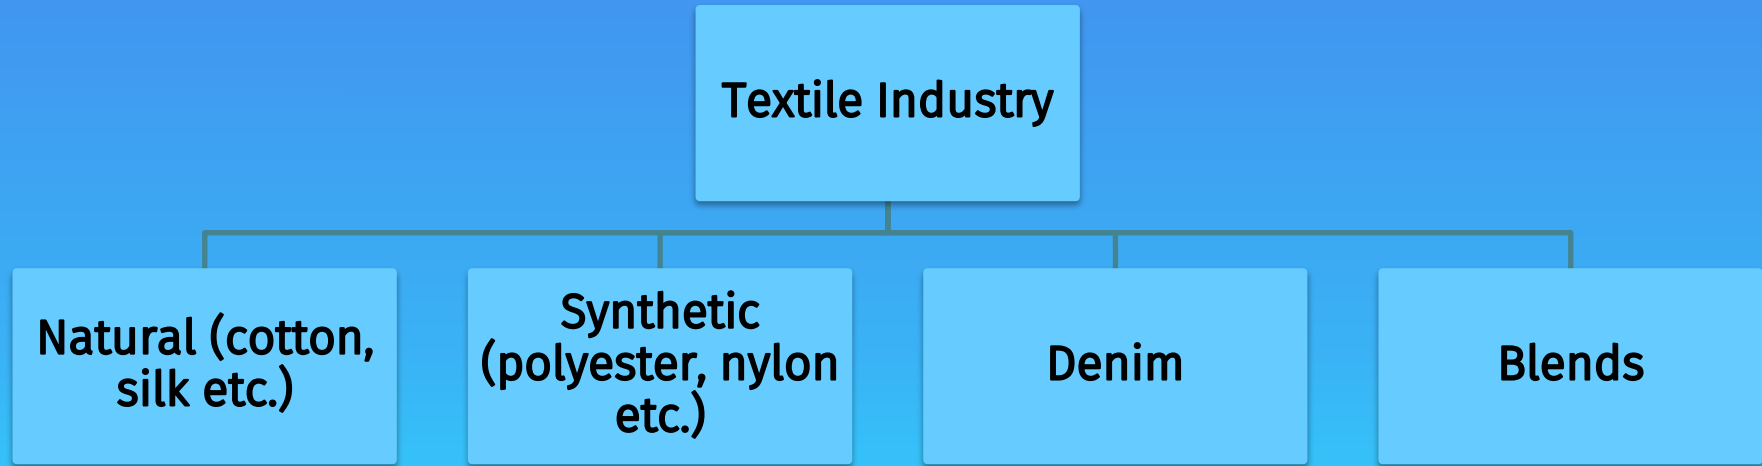 Textile Industry
Natural (cotton,
silk etc.)
Synthetic
(polyester, nylon
etc.)
Denim
Blends